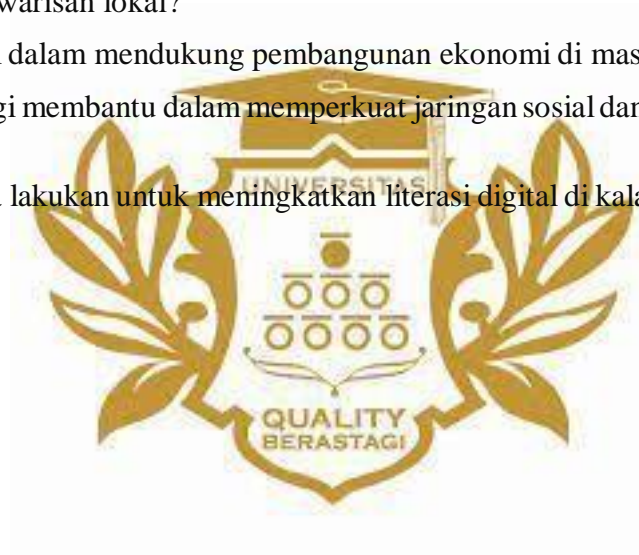 warisan lokal?
dalam mendukung pembangunan ekonomi di mas
gi membantu dalam memperkuat jaringan sosial dan
lakukan untuk meningkatkan literasi digital di kala
UNIVERSITAS
QUALITY
BERASTAGI